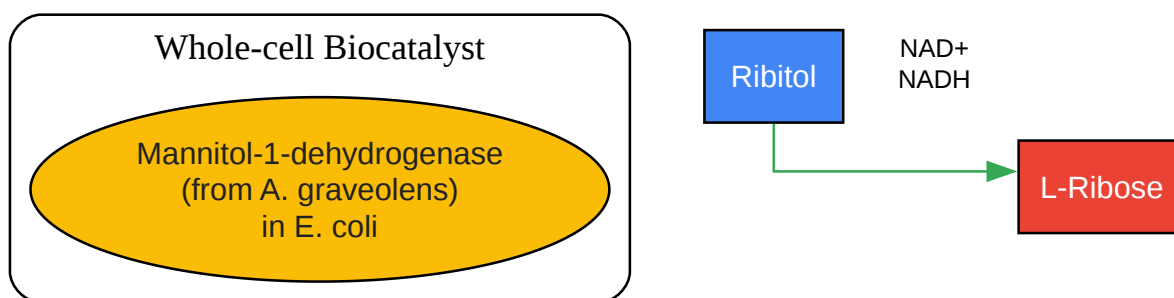 Whole-cell Biocatalyst
Mannitol-1-dehydrogenase
(from A. graveolens)
in E. coli
Ribitol
NAD+
NADH
L-Ribose